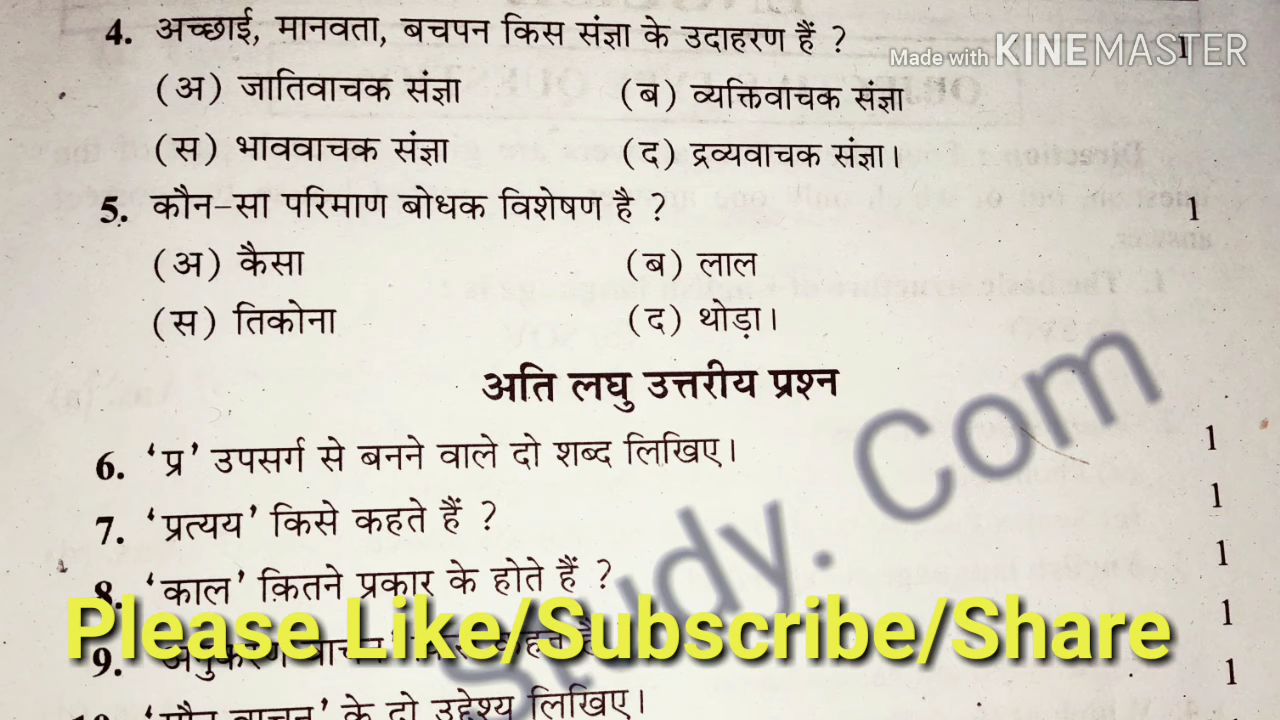 4. अच्छाई, मानवता, बचपन किस संज्ञा के उदाहरण हैं ? 1
Made with KINEMASTER
(अ) जातिवाचक संज्ञा (ब) व्यक्तिवाचक संज्ञा
(स) भाववाचक संज्ञा (द) द्रव्यवाचक संज्ञा।
5. कौन-सा परिमाण बोधक विशेषण है ? 1
(अ) कैसा (ब) लाल
(स) तिकोना (द) थोड़ा।
अति लघु उत्तरीय प्रश्न
6. ‘प्र’ उपसर्ग से बनने वाले दो शब्द लिखिए। 1
7. ‘प्रत्यय’ किसे कहते हैं ? 1
8. ‘काल’ कितने प्रकार के होते हैं ? 1
Please Like/Subscribe/Share
9. 1
के दो उद्देश्य लिखिए। 1
Study. Com